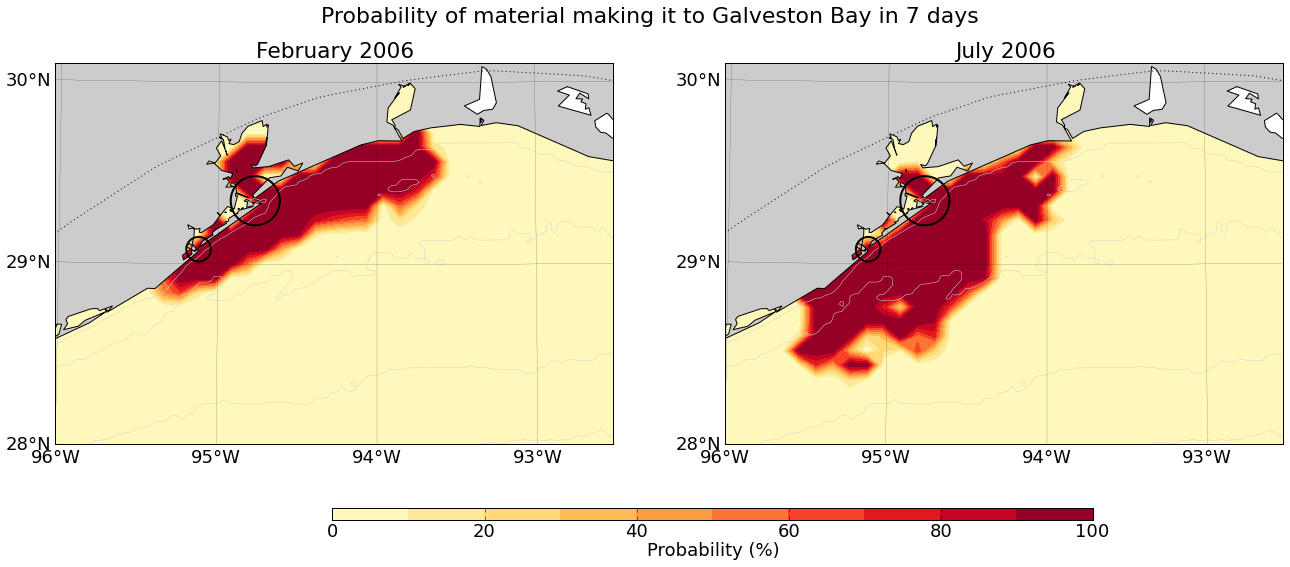 Probability of material making it to Galveston Bay in 7 days
February 2006
July 2006
30°N
29°N
28°N
96°W 95°W 94°W 93°W
30°N
29°N
28°N
96°W 95°W 94°W 93°W
0 20 40 60 80 100
Probability (%)